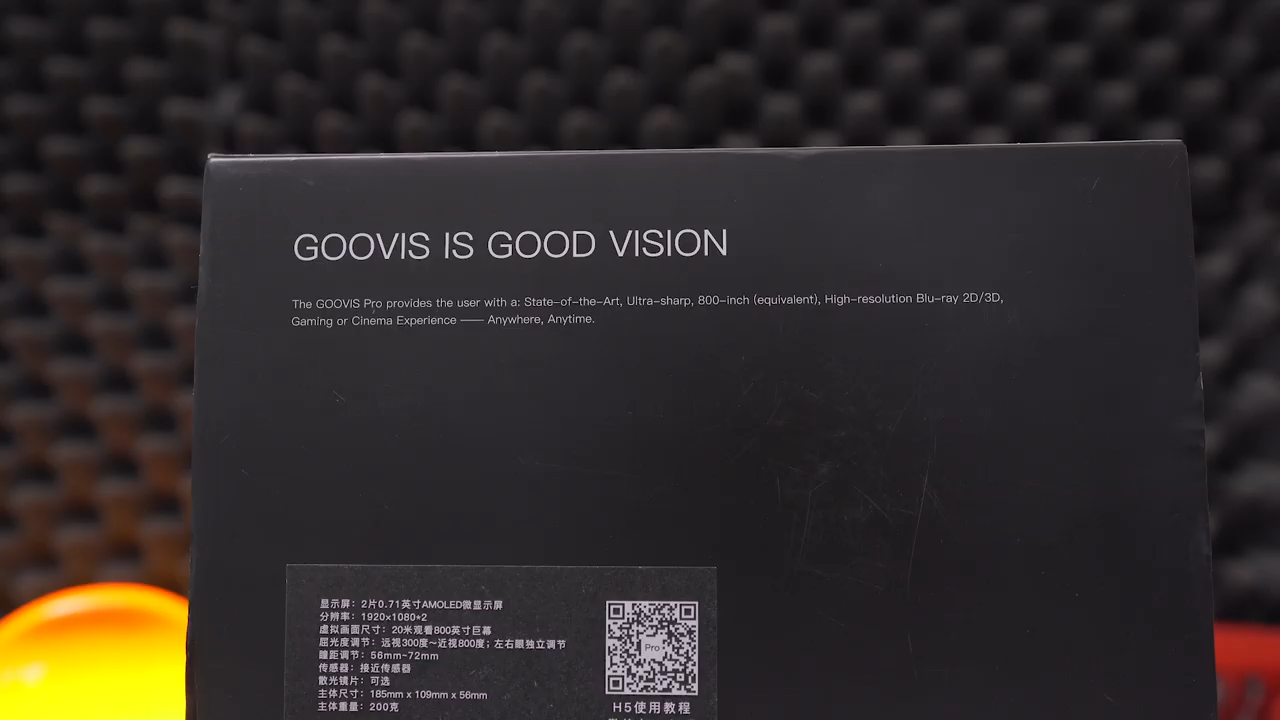 GOOVIS IS GOOD VISION
The GOOVIS Pro provides the user with a: State-of-the-Art, Ultra-sharp, 800-inch (equivalent), High-resolution Blu-ray 2D/3D,
Gaming or Cinema Experience —— Anywhere, Anytime.
显示屏：2片0.71英寸AMOLED微显示屏
分辨率：1920×1080*2
虚拟画面尺寸：20米观看800英寸巨幕
屈光度调节：远视300度~近视800度；左右眼独立调节
瞳距调节：56mm~72mm
传感器：接近传感器
散光镜片：可选
主体尺寸：185mm x 109mm x 56mm
主体重量：200克
Pro
H5使用教程